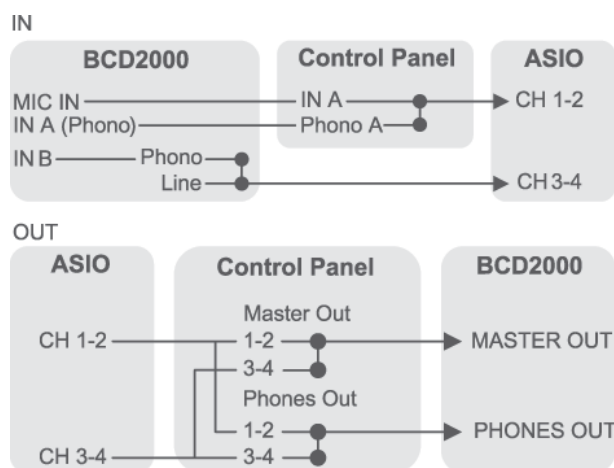 IN
BCD2000 Control Panel ASIO
MIC IN IN A CH 1-2
IN A (Phono) Phono A
IN B Phono
Line CH 3-4
OUT
ASIO Control Panel BCD2000
Master Out
CH 1-2 1-2 MASTER OUT
3-4
Phones Out
1-2 PHONES OUT
CH 3-4 3-4